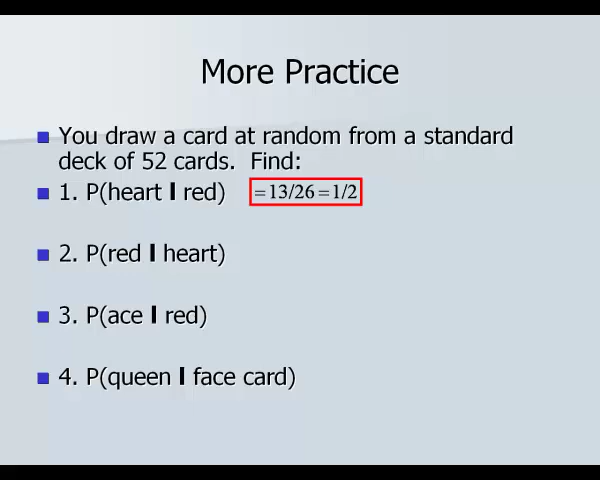 More Practice
You draw a card at random from a standard
deck of 52 cards. Find:
1. P(heart I red) =13/26=1/2
2. P(red I heart)
3. P(ace I red)
4. P(queen I face card)